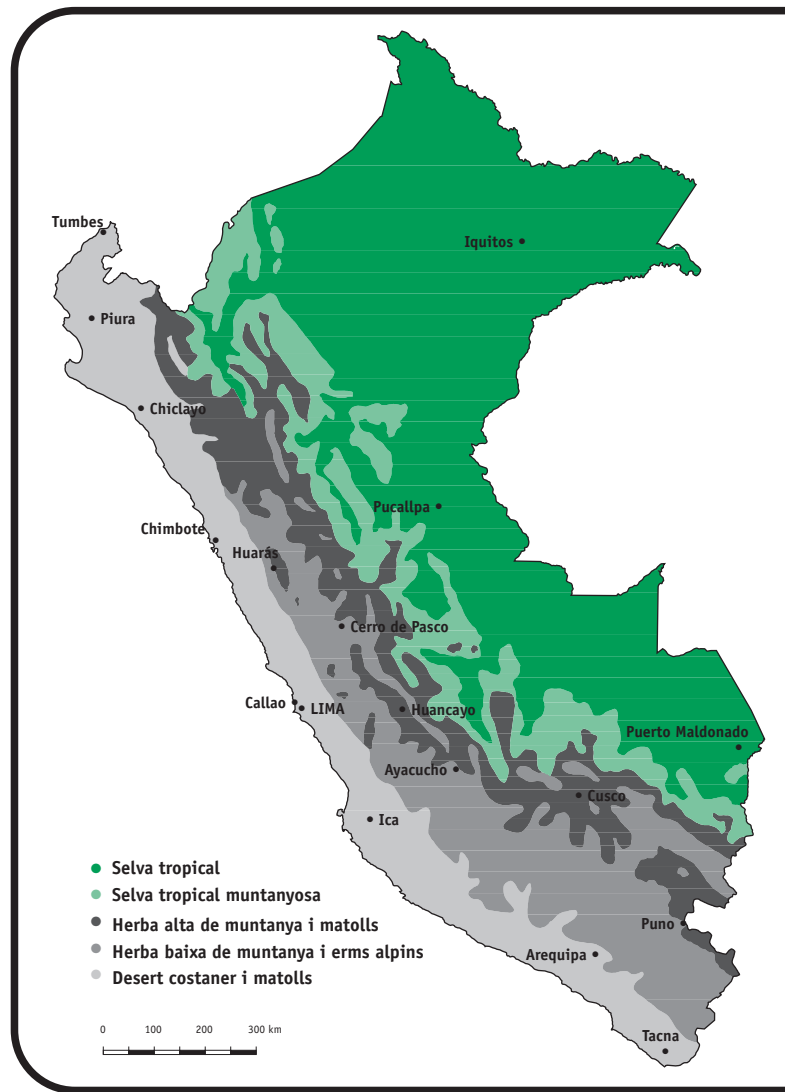 Tumbes
Iquitos
Piura
Chiclayo
Pucallpa
Chimbote
Huarás
Cerro de Pasco
Callao
LIMA
Huancayo
Puerto Maldonado
Ayacucho
Cusco
Ica
Selva tropical
Selva tropical muntanyosa
Herba alta de muntanya i matolls
Puno
Herba baixa de muntanya i erms alpins
Arequipa
Desert costaner i matolls
0 100 200 300 km
Tacna